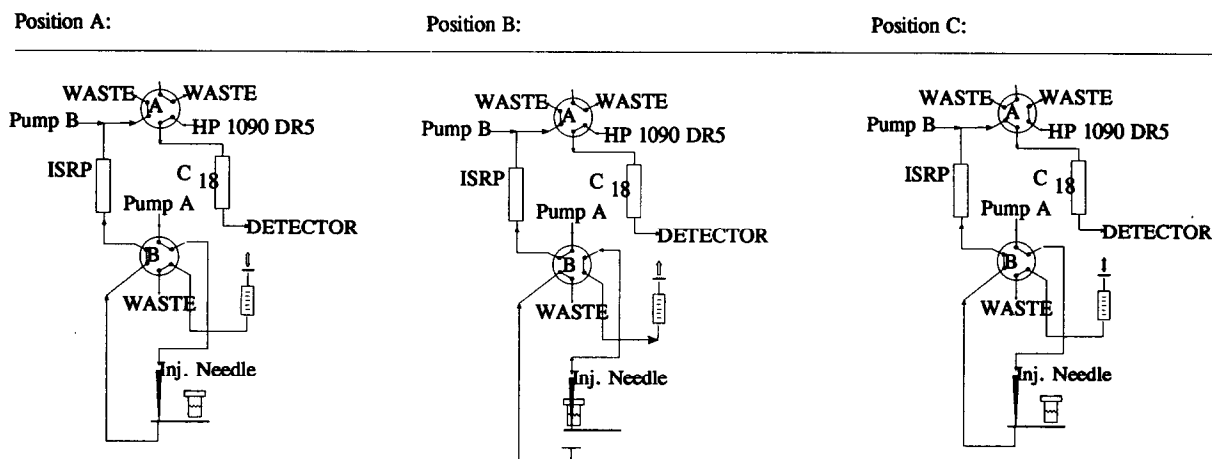 Position A: Position B: Position C:
WASTE A WASTE
Pump B
HP 1090 DR5
ISRP
C 18
Pump A
DETECTOR
B
WASTE
Inj. Needle
WASTE A WASTE
Pump B
HP 1090 DR5
ISRP
C 18
Pump A
DETECTOR
B
WASTE
Inj. Needle
WASTE A WASTE
Pump B
HP 1090 DR5
ISRP
C 18
Pump A
DETECTOR
B
WASTE
Inj. Needle